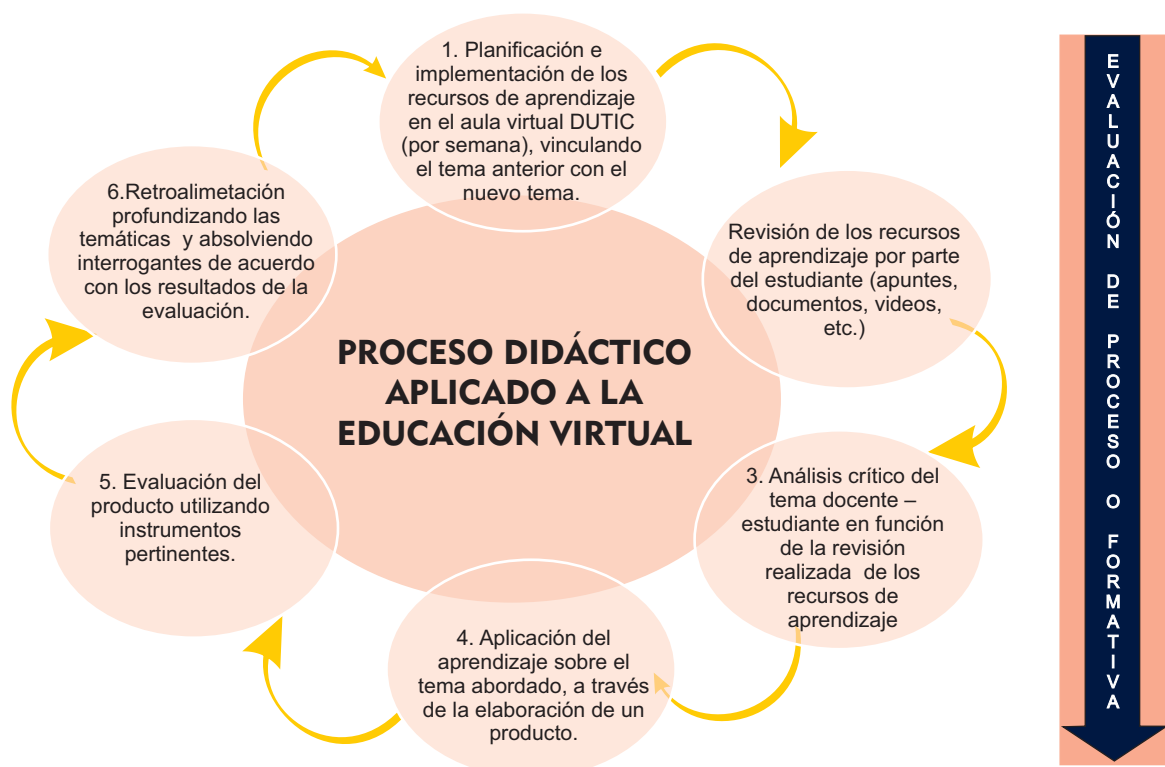 1. Planificación e
implementación de los
recursos de aprendizaje
en el aula virtual DUTIC
(por semana), vinculando
el tema anterior con el
nuevo tema.
Revisión de los recursos
de aprendizaje por parte
del estudiante (apuntes,
documentos, videos,
etc.)
3. Análisis crítico del
tema docente –
estudiante en función
de la revisión
realizada de los
recursos de
aprendizaje
4. Aplicación del
aprendizaje sobre el
tema abordado, a través
de la elaboración de un
producto.
5. Evaluación del
producto utilizando
instrumentos
pertinentes.
6.Retroalimetación
profundizando las
temáticas y absolviendo
interrogantes de acuerdo
con los resultados de la
evaluación.
PROCESO DIDÁCTICO
APLICADO A LA
EDUCACIÓN VIRTUAL
EVALUACIÓN DE PROCESO O FORMATIVA